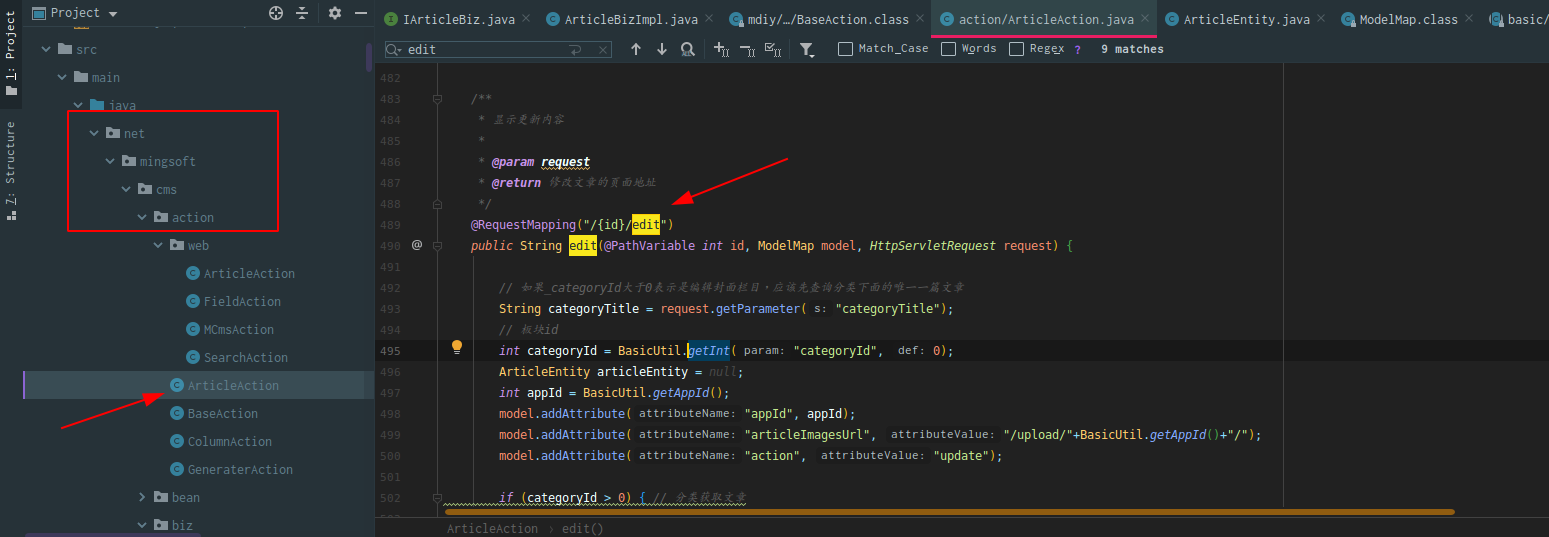 1: Project
7: Structure
Project
src
main
java
net
mingsoft
cms
action
web
ArticleAction
FieldAction
MCmsAction
SearchAction
ArticleAction
BaseAction
ColumnAction
GeneraterAction
bean
biz
IArticleBiz.java
ArticleBizImpl.java
mdiy/…/BaseAction.class
action/ArticleAction.java
ArticleEntity.java
ModelMap.class
basic/
edit
Match_Case
Words
Regex ?
9 matches
482
483 /**
484 * 显示更新内容
485 *
486 * @param request
487 * @return 修改文章的页面地址
488 */
489 @RequestMapping("/{id}/edit")
490 @ public String edit(@PathVariable int id, ModelMap model, HttpServletRequest request) {
491
492 // 如果_categoryId大于0表示是编辑封面栏目，应该先查询分类下面的唯一一篇文章
493 String categoryTitle = request.getParameter( s: "categoryTitle");
494 // 板块id
495 int categoryId = BasicUtil.getInt( param: "categoryId", def: 0);
496 ArticleEntity articleEntity = null;
497 int appId = BasicUtil.getAppId();
498 model.addAttribute( attributeName: "appId", appId);
499 model.addAttribute( attributeName: "articleImagesUrl", attributeValue: "/upload/"+BasicUtil.getAppId()+"/");
500 model.addAttribute( attributeName: "action", attributeValue: "update");
501
502 if (categoryId > 0) { // 分类获取文章
ArticleAction › edit()